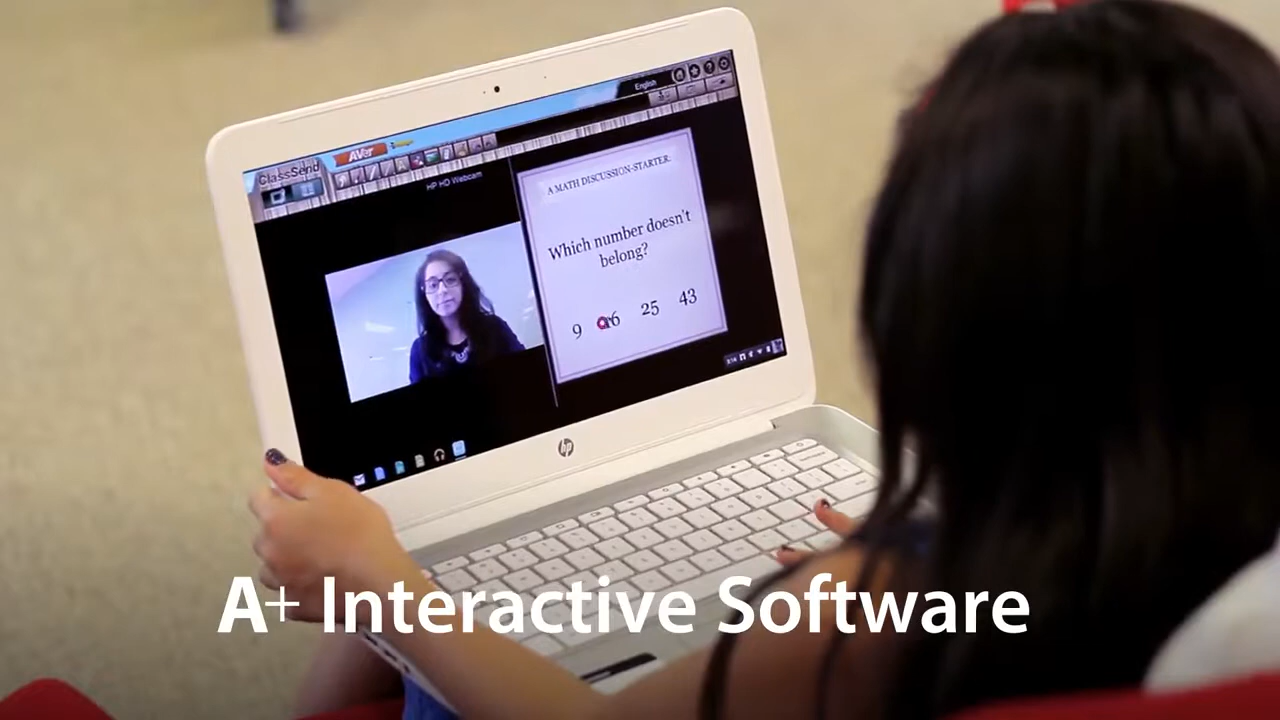 English
AVer
ClassSend
HP HD Webcam
A MATH DISCUSSION-STARTER:
Which number doesn't
belong?
9 16 25 43
hp
A+ Interactive Software